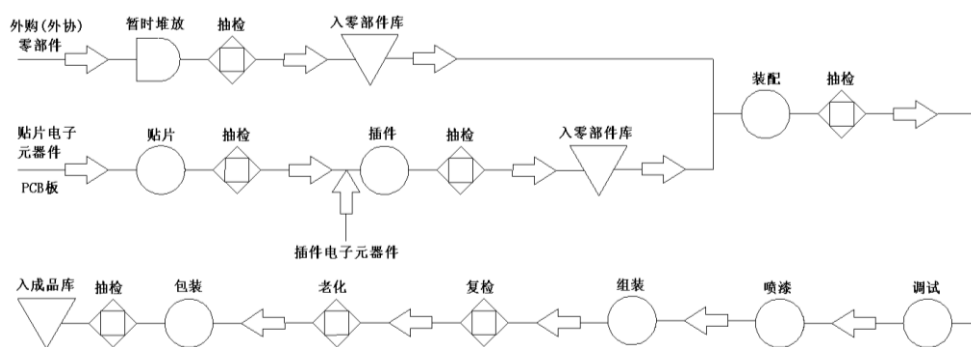 外购(外协)
零部件
暂时堆放
抽检
入零部件库
装配
抽检
贴片电子
元器件
PCB板
贴片
抽检
插件
抽检
入零部件库
插件电子元器件
入成品库
抽检
包装
老化
复检
组装
喷漆
调试